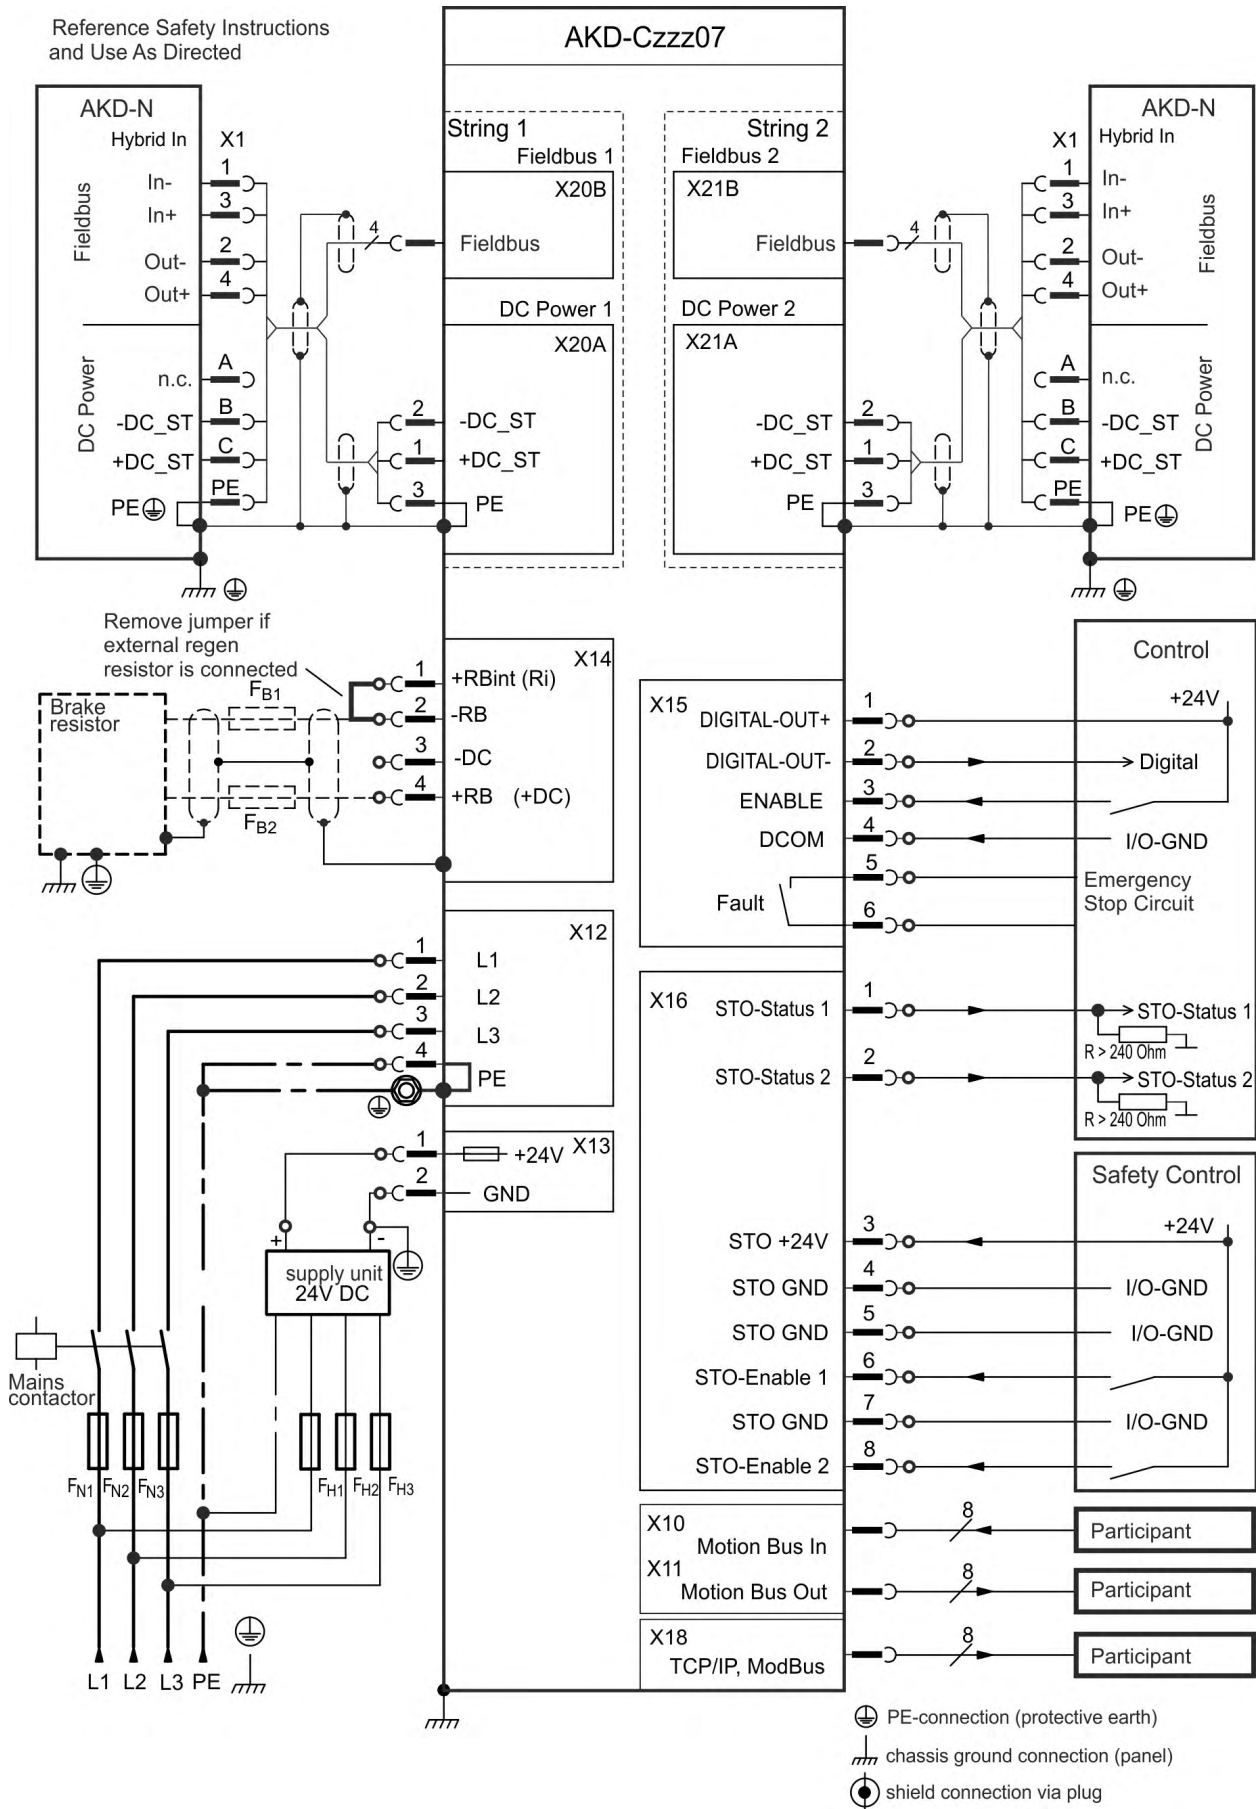 Reference Safety Instructions
and Use As Directed
AKD-Czzz07
AKD-N
Hybrid In
X1
Fieldbus
In-
1
In+
3
Out-
2
Out+
4
DC Power
n.c.
A
-DC_ST
B
+DC_ST
C
PE
PE
String 1
Fieldbus 1
X20B
4
Fieldbus
DC Power 1
X20A
2
-DC_ST
1
+DC_ST
3
PE
String 2
Fieldbus 2
X21B
Fieldbus
4
DC Power 2
X21A
-DC_ST
2
+DC_ST
1
PE
3
AKD-N
X1
Hybrid In
Fieldbus
1
In-
3
In+
2
Out-
4
Out+
DC Power
A
n.c.
B
-DC_ST
C
+DC_ST
PE
PE
Remove jumper if
external regen
resistor is connected
Brake
resistor
FB1
FB2
X14
1
+RBint (Ri)
2
-RB
3
-DC
4
+RB (+DC)
X12
1
L1
2
L2
3
L3
4
PE
X13
1
+24V
2
GND
+
-
supply unit
24V DC
Mains
contactor
FN1
FN2
FN3
FH1
FH2
FH3
L1
L2
L3
PE
X15
DIGITAL-OUT+
1
DIGITAL-OUT-
2
ENABLE
3
DCOM
4
Fault
5
6
Control
+24V
Digital
I/O-GND
Emergency
Stop Circuit
X16
STO-Status 1
1
STO-Status 1
R > 240 Ohm
STO-Status 2
2
STO-Status 2
R > 240 Ohm
Safety Control
STO +24V
3
+24V
STO GND
4
I/O-GND
STO GND
5
I/O-GND
STO-Enable 1
6
STO GND
7
I/O-GND
STO-Enable 2
8
X10
Motion Bus In
8
Participant
X11
Motion Bus Out
8
Participant
X18
TCP/IP, ModBus
8
Participant
PE-connection (protective earth)
chassis ground connection (panel)
shield connection via plug